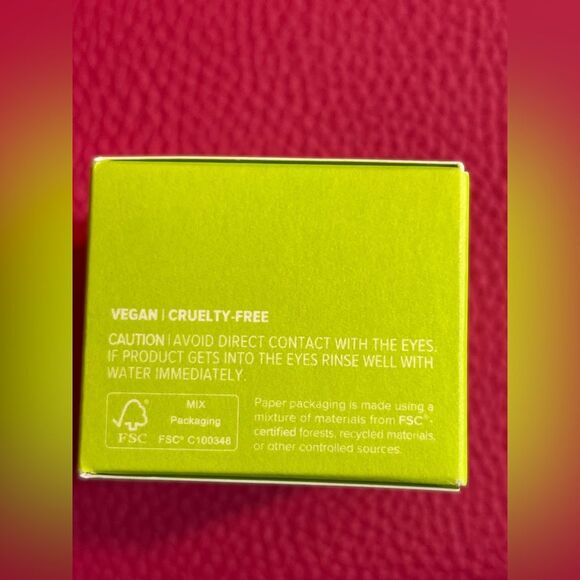 VEGAN | CRUELTY-FREE
CAUTION | AVOID DIRECT CONTACT WITH THE EYES.
IF PRODUCT GETS INTO THE EYES RINSE WELL WITH
WATER IMMEDIATELY.
FSC
MIX
Packaging
FSC® C100348
Paper packaging is made using a
mixture of materials from FSC®-
certified forests, recycled materials,
or other controlled sources.